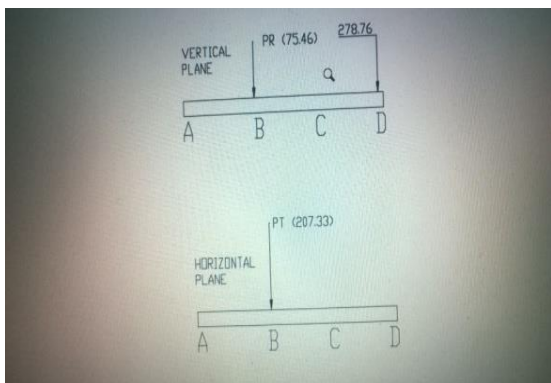 278.76
PR (75.46)
VERTICAL
PLANE
A B C D
PT (207.33)
HORIZONTAL
PLANE
A B C D